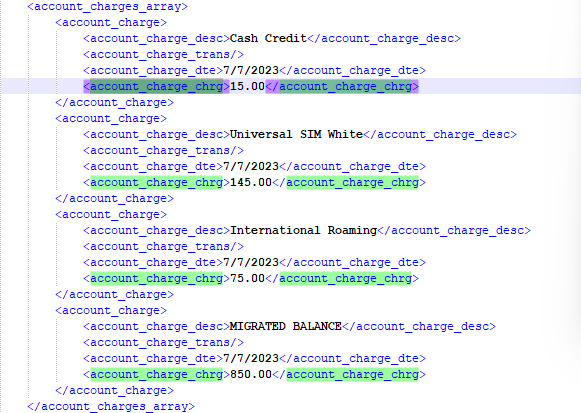 <account_charges_array>
<account_charge>
<account_charge_desc>Cash Credit</account_charge_desc>
<account_charge_trans/>
<account_charge_dte>7/7/2023</account_charge_dte>
<account_charge_chrg>15.00</account_charge_chrg>
</account_charge>
<account_charge>
<account_charge_desc>Universal SIM White</account_charge_desc>
<account_charge_trans/>
<account_charge_dte>7/7/2023</account_charge_dte>
<account_charge_chrg>145.00</account_charge_chrg>
</account_charge>
<account_charge>
<account_charge_desc>International Roaming</account_charge_desc>
<account_charge_trans/>
<account_charge_dte>7/7/2023</account_charge_dte>
<account_charge_chrg>75.00</account_charge_chrg>
</account_charge>
<account_charge>
<account_charge_desc>MIGRATED BALANCE</account_charge_desc>
<account_charge_trans/>
<account_charge_dte>7/7/2023</account_charge_dte>
<account_charge_chrg>850.00</account_charge_chrg>
</account_charge>
</account_charges_array>